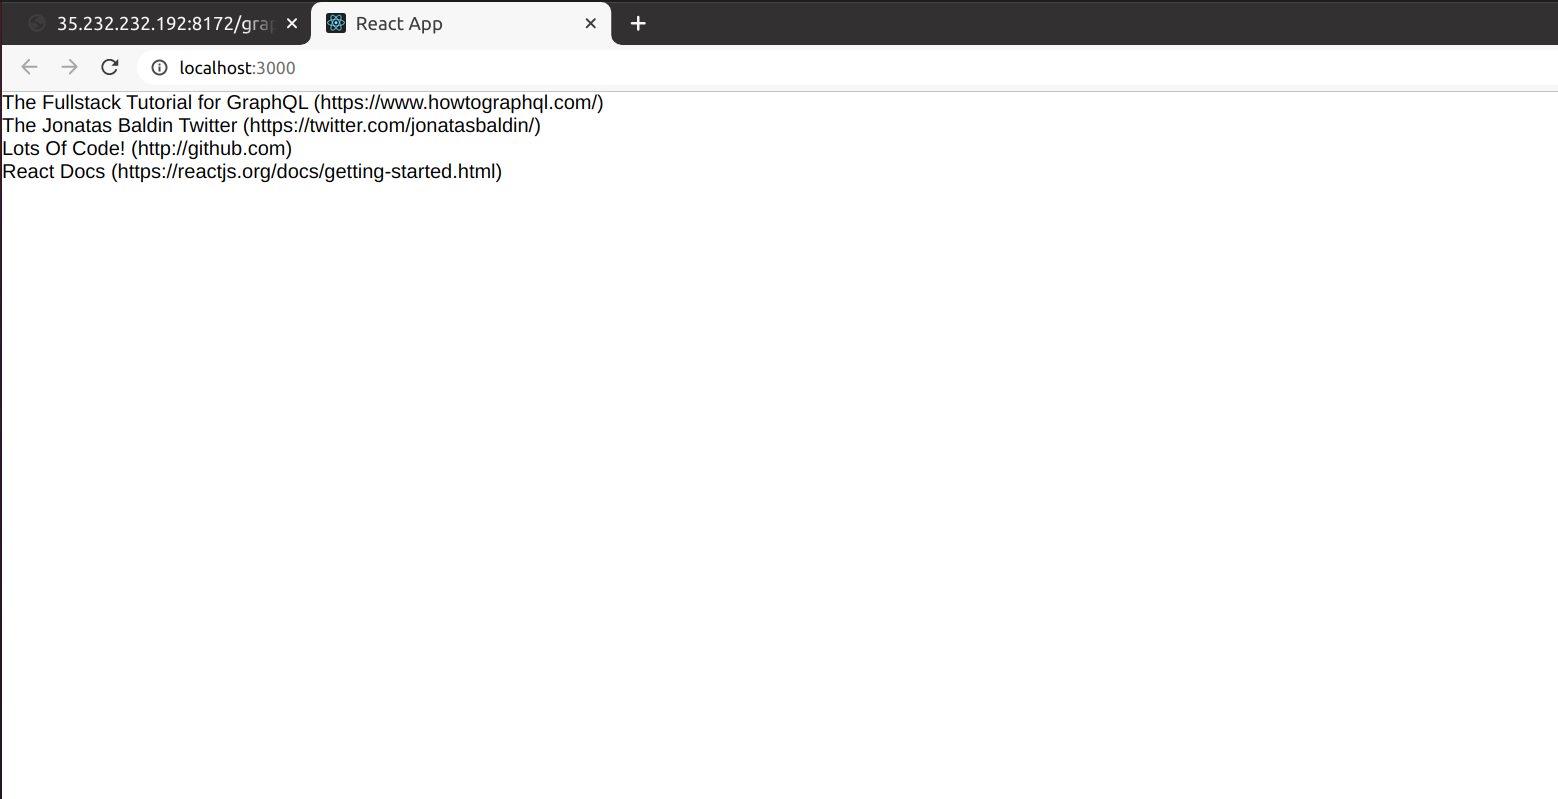 35.232.232.192:8172/grap
React App
localhost:3000
The Fullstack Tutorial for GraphQL (https://www.howtographql.com/)
The Jonatas Baldin Twitter (https://twitter.com/jonatasbaldin/)
Lots Of Code! (http://github.com)
React Docs (https://reactjs.org/docs/getting-started.html)